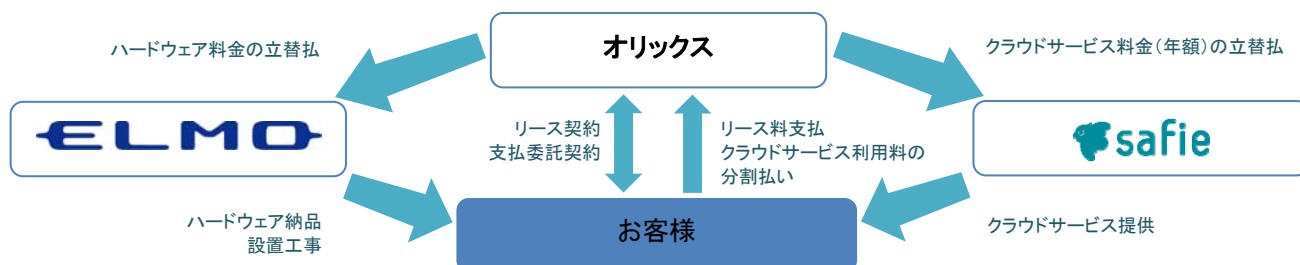 オリックス
ハードウェア料金の立替払
クラウドサービス料金(年額)の立替払
ELMO
safie
リース契約
支払委託契約
リース料支払
クラウドサービス利用料の
分割払い
ハードウェア納品
設置工事
お客様
クラウドサービス提供